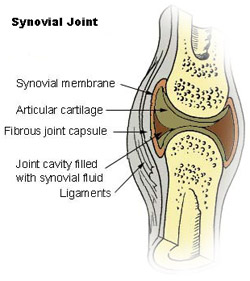 Synovial Joint
Synovial membrane
Articular cartilage
Fibrous joint capsule
Joint cavity filled
with synovial fluid
Ligaments